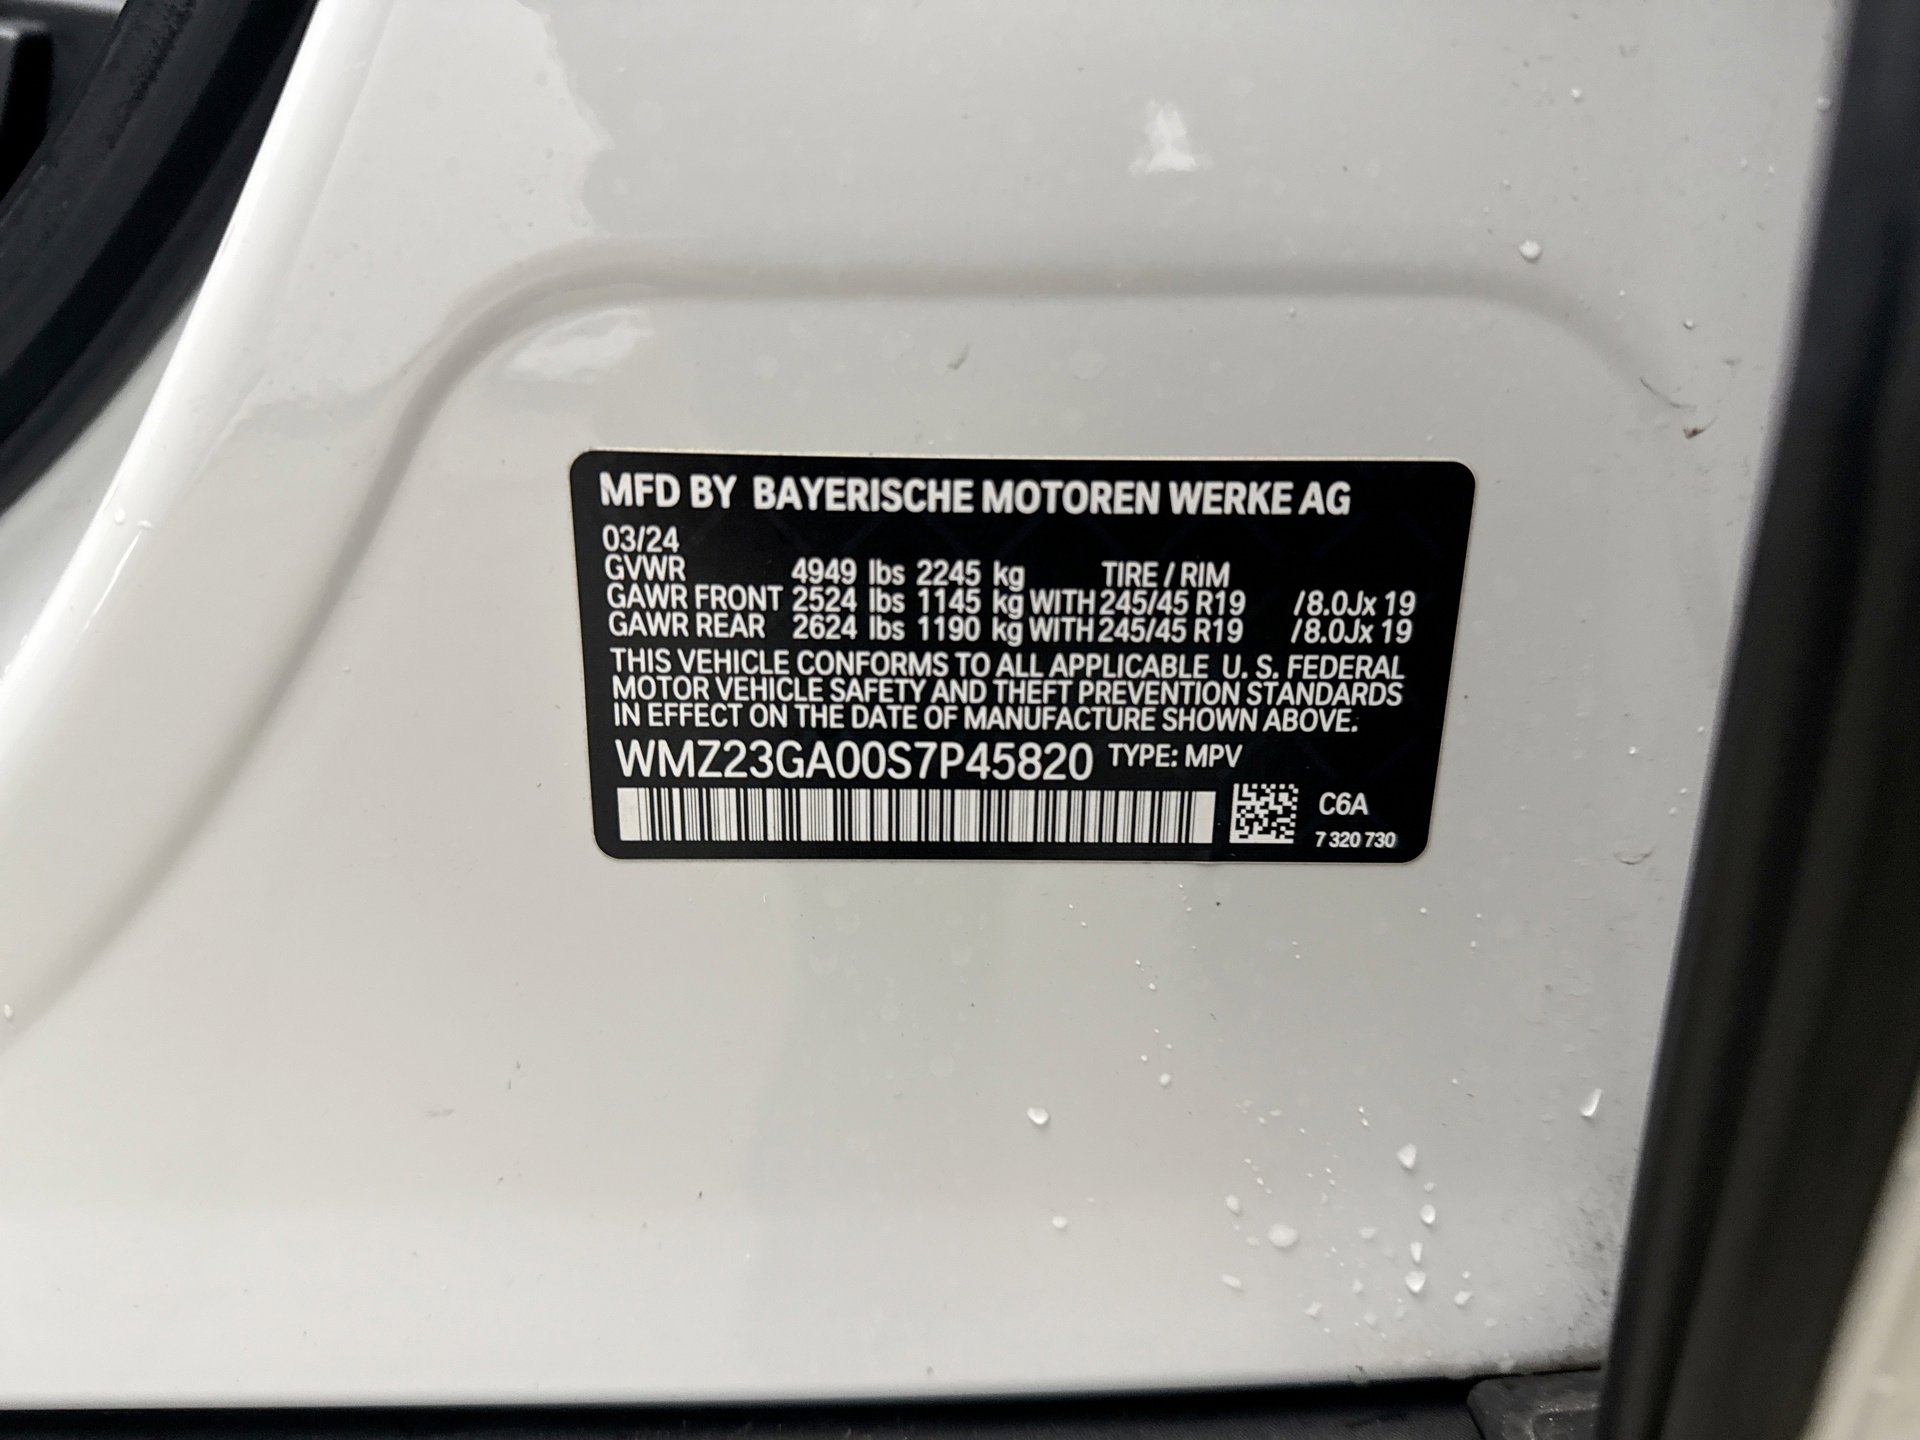 MFD BY BAYERISCHE MOTOREN WERKE AG
03/24
GVWR 4949 lbs 2245 kg TIRE / RIM
GAWR FRONT 2524 lbs 1145 kg WITH 245/45 R19 /8.0Jx 19
GAWR REAR 2624 lbs 1190 kg WITH 245/45 R19 /8.0Jx 19
THIS VEHICLE CONFORMS TO ALL APPLICABLE U. S. FEDERAL
MOTOR VEHICLE SAFETY AND THEFT PREVENTION STANDARDS
IN EFFECT ON THE DATE OF MANUFACTURE SHOWN ABOVE.
WMZ23GA00S7P45820 TYPE: MPV
C6A
7 320 730